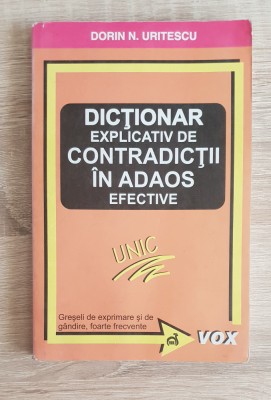 DORIN N. URITESCU
DICȚIONAR
EXPLICATIV DE
CONTRADICȚII
ÎN ADAOS
EFECTIVE
UNIC
Greșeli de exprimare și de
gândire, foarte frecvente
VOX